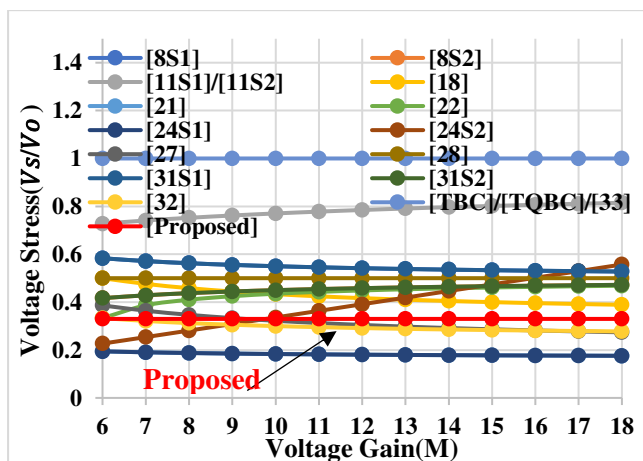 1.4
1.2
1
0.8
0.6
0.4
0.2
0
Voltage Stress(Vs/Vo)
[8S1] [8S2]
[11S1]/[11S2] [18]
[21] [22]
[24S1] [24S2]
[27] [28]
[31S1] [31S2]
[32] [TBC]/[TQBC]/[33]
[Proposed]
Proposed
6 7 8 9 10 11 12 13 14 15 16 17 18
Voltage Gain(M)